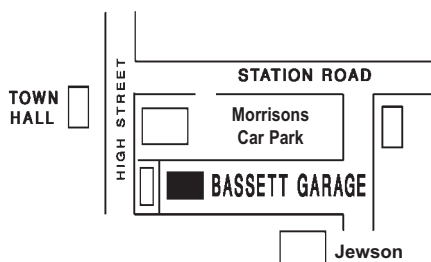 STATION ROAD
TOWN
HALL
HIGH STREET
Morrisons
Car Park
BASSETT GARAGE
Jewson